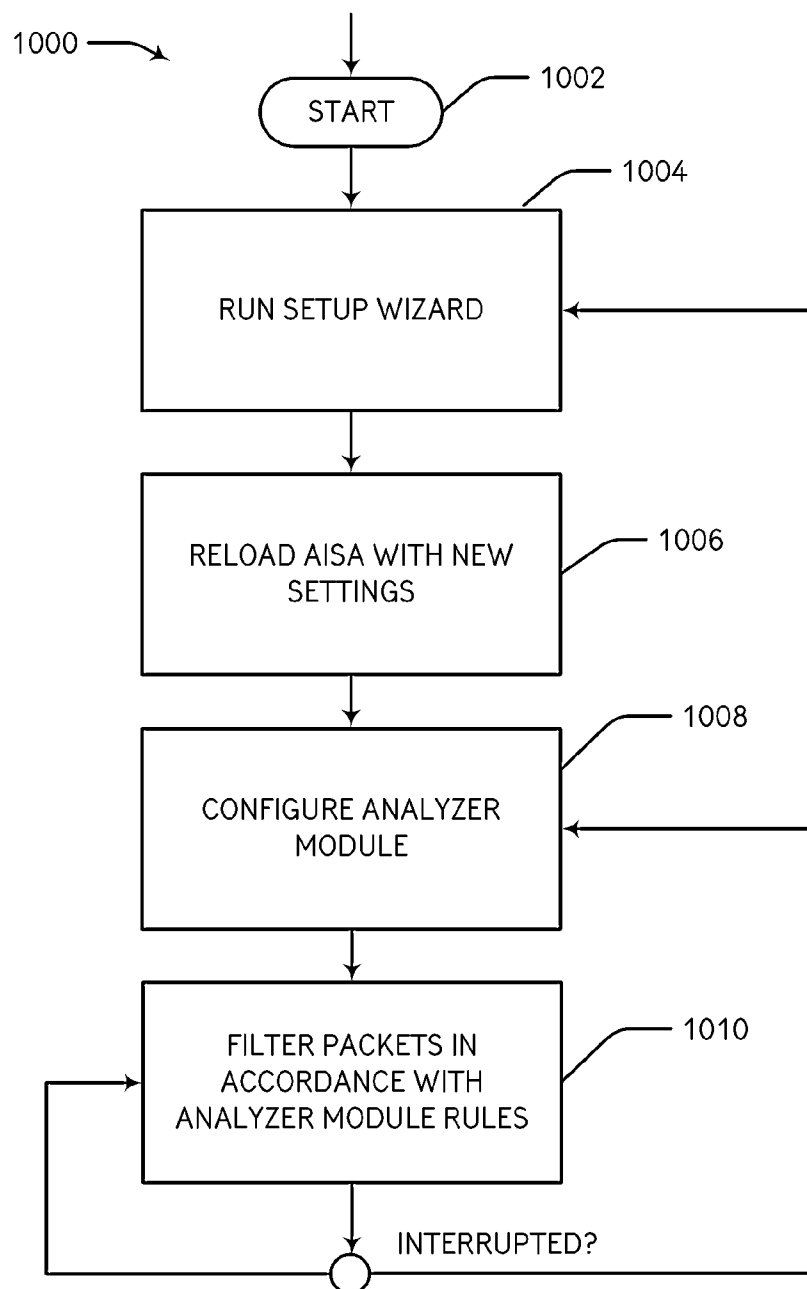 1000
1002
START
1004
RUN SETUP WIZARD
1006
RELOAD AISA WITH NEW
SETTINGS
1008
CONFIGURE ANALYZER
MODULE
1010
FILTER PACKETS IN
ACCORDANCE WITH
ANALYZER MODULE RULES
INTERRUPTED?